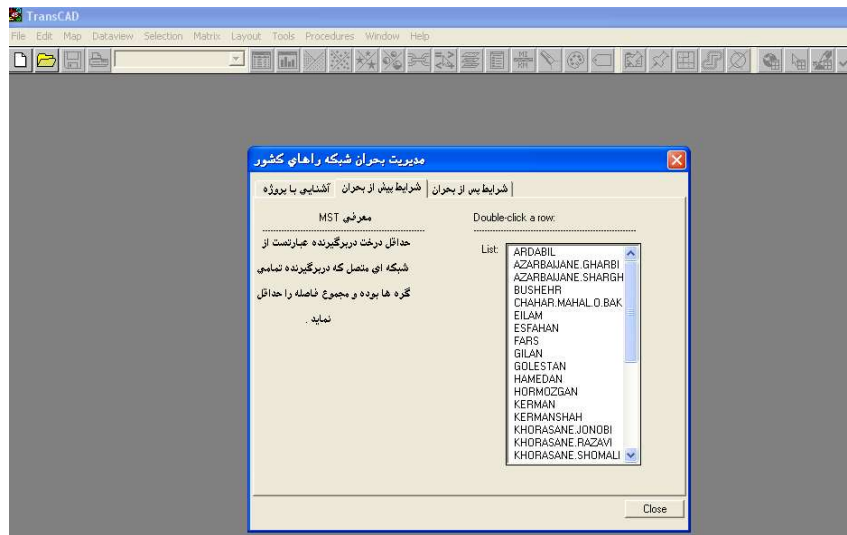 TransCAD
File Edit Map Dataview Selection Matrix Layout Tools Procedures Window Help
مديريت بحران شبكه راهاي كشور
آشنايي با پروژه شرايط پيش از بحران شرايط پس از بحران
معرفي MST
حداقل درخت دربرگيرنده عبارتست از
شبكه اي متصل كه دربرگيرنده تمامي
گره ها بوده و مجموع فاصله را حداقل
نمايد .
Double-click a row:
List:
ARDABIL
AZARBAIJANE.GHARBI
AZARBAIJANE.SHARGH
BUSHEHR
CHAHAR.MAHAL.O.BAK
EILAM
ESFAHAN
FARS
GILAN
GOLESTAN
HAMEDAN
HORMOZGAN
KERMAN
KERMANSHAH
KHORASANE.JONOBI
KHORASANE.RAZAVI
KHORASANE.SHOMALI
Close